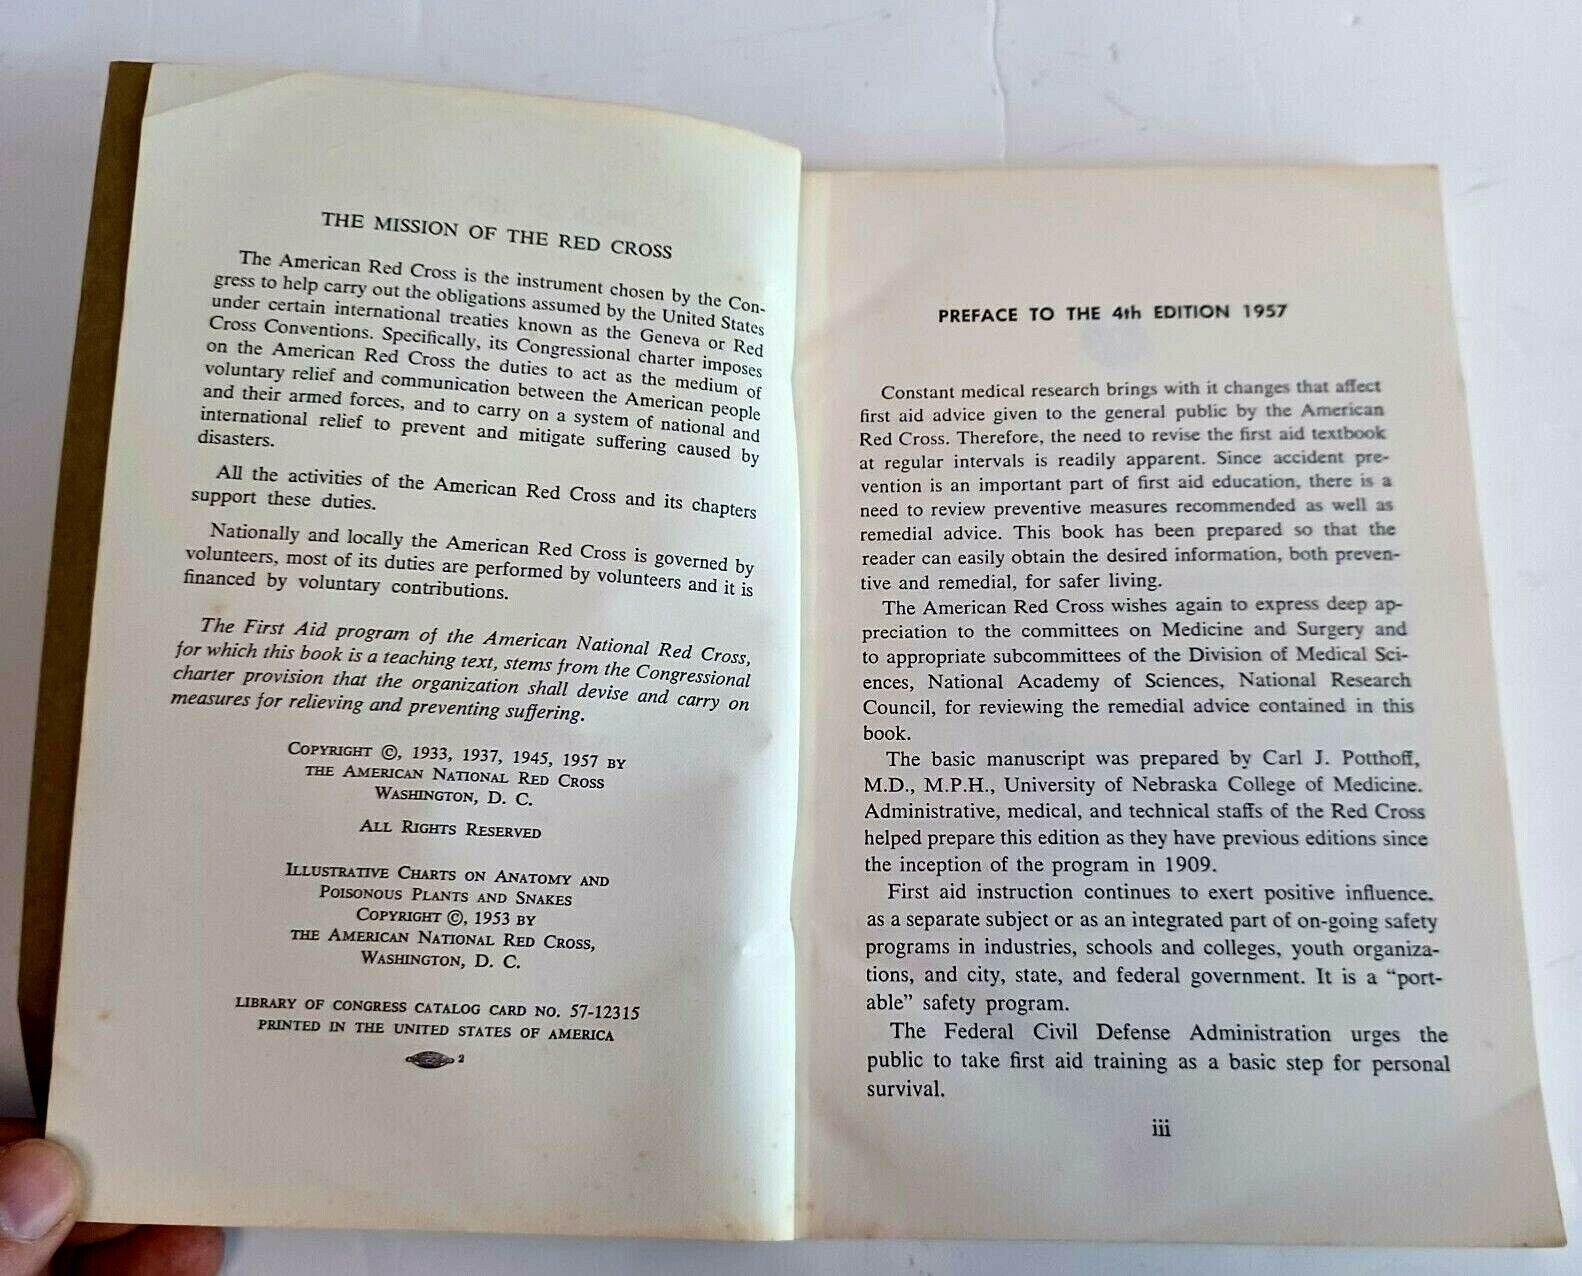 THE MISSION OF THE RED CROSS
The American Red Cross is the instrument chosen by the Con-
gress to help carry out the obligations assumed by the United States
under certain international treaties known as the Geneva or Red
Cross Conventions. Specifically, its Congressional charter imposes
on the American Red Cross the duties to act as the medium of
voluntary relief and communication between the American people
and their armed forces, and to carry on a system of national and
international relief to prevent and mitigate suffering caused by
disasters.
All the activities of the American Red Cross and its chapters
support these duties.
Nationally and locally the American Red Cross is governed by
volunteers, most of its duties are performed by volunteers and it is
financed by voluntary contributions.
The First Aid program of the American National Red Cross,
for which this book is a teaching text, stems from the Congressional
charter provision that the organization shall devise and carry on
measures for relieving and preventing suffering.
COPYRIGHT ©, 1933, 1937, 1945, 1957 BY
THE AMERICAN NATIONAL RED CROSS
WASHINGTON, D. C.
ALL RIGHTS RESERVED
ILLUSTRATIVE CHARTS ON ANATOMY AND
POISONOUS PLANTS AND SNAKES
COPYRIGHT ©, 1953 BY
THE AMERICAN NATIONAL RED CROSS,
WASHINGTON, D. C.
LIBRARY OF CONGRESS CATALOG CARD NO. 57-12315
PRINTED IN THE UNITED STATES OF AMERICA
2
PREFACE TO THE 4th EDITION 1957
Constant medical research brings with it changes that affect
first aid advice given to the general public by the American
Red Cross. Therefore, the need to revise the first aid textbook
at regular intervals is readily apparent. Since accident pre-
vention is an important part of first aid education, there is a
need to review preventive measures recommended as well as
remedial advice. This book has been prepared so that the
reader can easily obtain the desired information, both preven-
tive and remedial, for safer living.
The American Red Cross wishes again to express deep ap-
preciation to the committees on Medicine and Surgery and
to appropriate subcommittees of the Division of Medical Sci-
ences, National Academy of Sciences, National Research
Council, for reviewing the remedial advice contained in this
book.
The basic manuscript was prepared by Carl J. Potthoff,
M.D., M.P.H., University of Nebraska College of Medicine.
Administrative, medical, and technical staffs of the Red Cross
helped prepare this edition as they have previous editions since
the inception of the program in 1909.
First aid instruction continues to exert positive influence.
as a separate subject or as an integrated part of on-going safety
programs in industries, schools and colleges, youth organiza-
tions, and city, state, and federal government. It is a "port-
able" safety program.
The Federal Civil Defense Administration urges the
public to take first aid training as a basic step for personal
survival.
iii